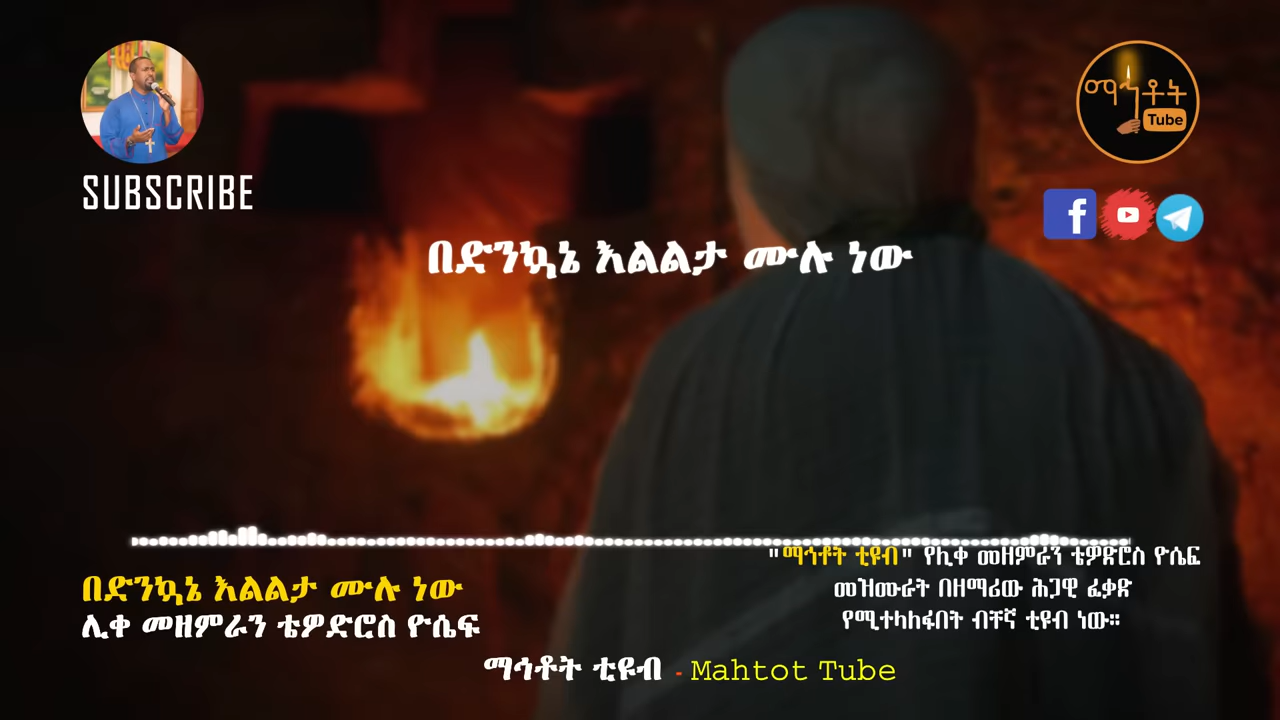 ማኅቶት
Tube
SUBSCRIBE
f
በድንኳኔ እልልታ ሙሉ ነው
"ማኅቶት ቲዩብ" የሊቀ መዘምራን ቴዎድሮስ ዮሴፍ
መዝሙራት በዘማሪው ሕጋዊ ፈቃድ
የሚተላለፉበት ብቸኛ ቲዩብ ነው።
በድንኳኔ እልልታ ሙሉ ነው
ሊቀ መዘምራን ቴዎድሮስ ዮሴፍ
ማኅቶት ቲዩብ - Mahtot Tube